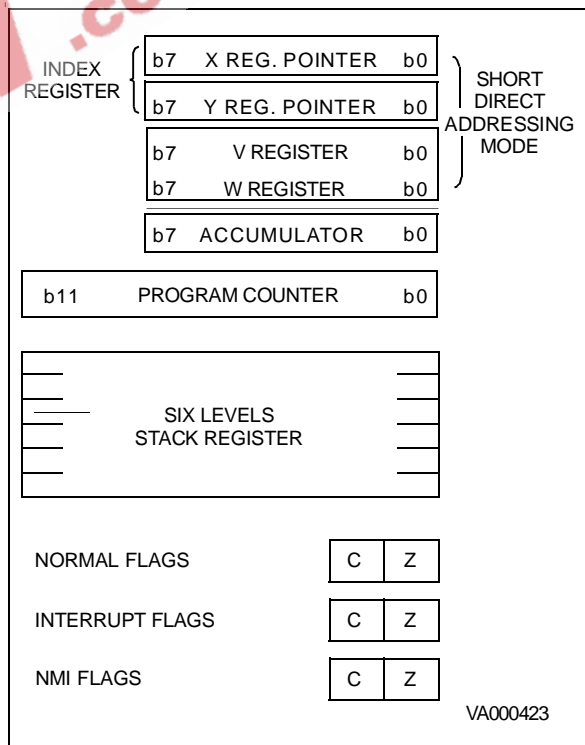 .co
INDEX
REGISTER
b7 X REG. POINTER b0
b7 Y REG. POINTER b0
b7 V REGISTER b0
b7 W REGISTER b0
SHORT
DIRECT
ADDRESSING
MODE
b7 ACCUMULATOR b0
b11 PROGRAM COUNTER b0
SIX LEVELS
STACK REGISTER
NORMAL FLAGS C Z
INTERRUPT FLAGS C Z
NMI FLAGS C Z
VA000423